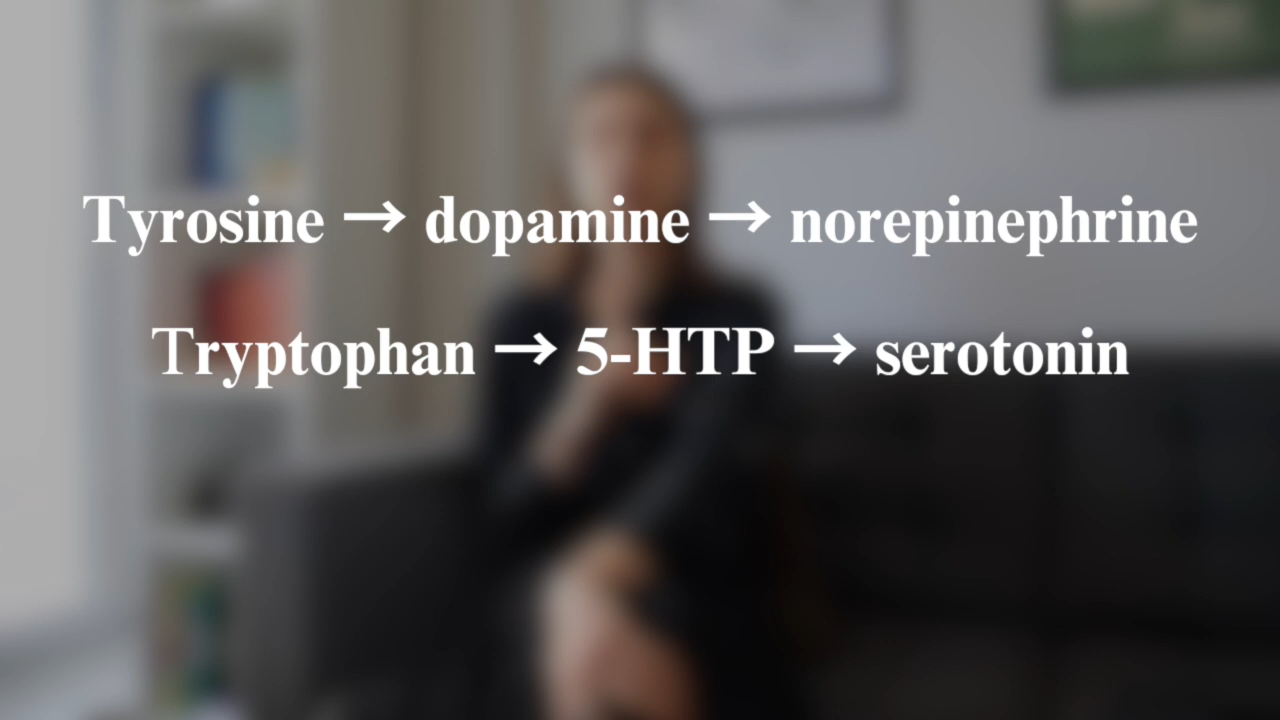 Tyrosine → dopamine → norepinephrine
Tryptophan → 5-HTP → serotonin